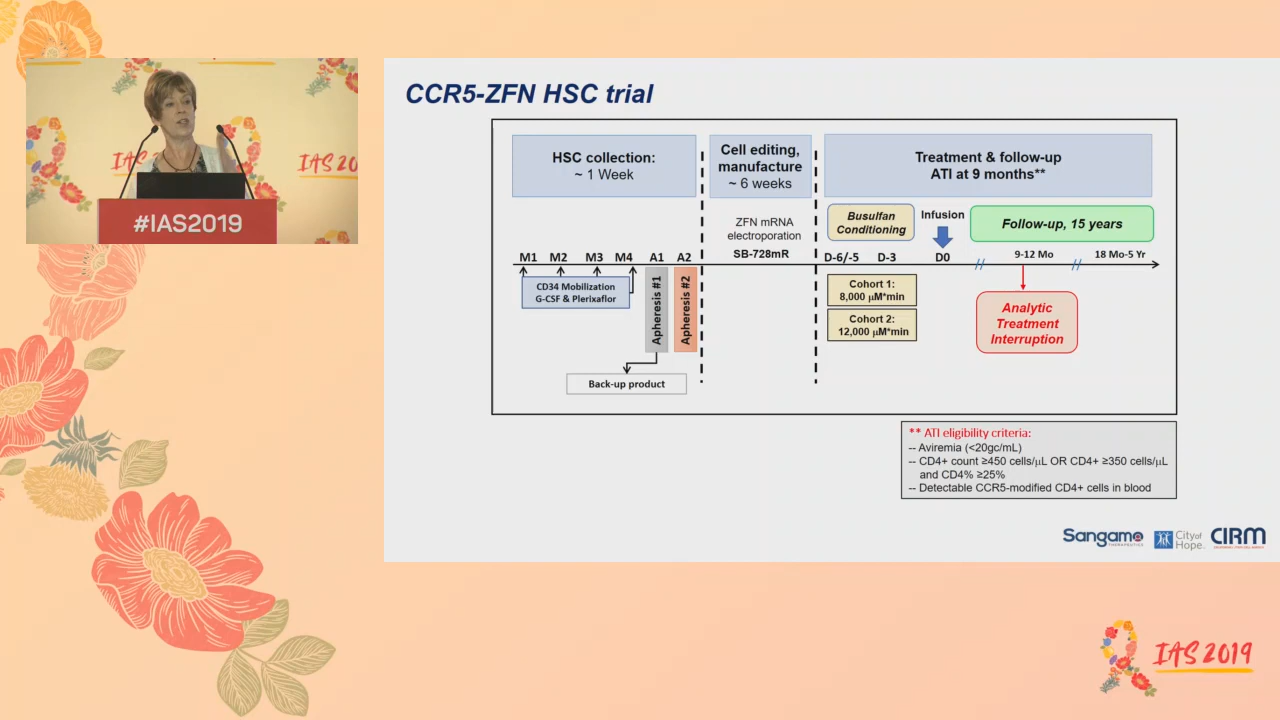 IAS 20
IAS 20
#IAS2019
CCR5-ZFN HSC trial
HSC collection:
~ 1 Week
Cell editing,
manufacture
~ 6 weeks
Treatment & follow-up
ATI at 9 months**
ZFN mRNA
electroporation
SB-728mR
Busulfan
Conditioning
Infusion
Follow-up, 15 years
M1 M2 M3 M4 A1 A2
D-6/-5 D-3 D0
9-12 Mo
18 Mo-5 Yr
CD34 Mobilization
G-CSF & Plerixaflor
Apheresis #1
Apheresis #2
Back-up product
Cohort 1:
8,000 µM*min
Cohort 2:
12,000 µM*min
Analytic
Treatment
Interruption
** ATI eligibility criteria:
-- Aviremia (<20gc/mL)
-- CD4+ count ≥450 cells/µL OR CD4+ ≥350 cells/µL
and CD4% ≥25%
-- Detectable CCR5-modified CD4+ cells in blood
Sangamo
THERAPEUTICS
City of
Hope.
CIRM
IAS 2019